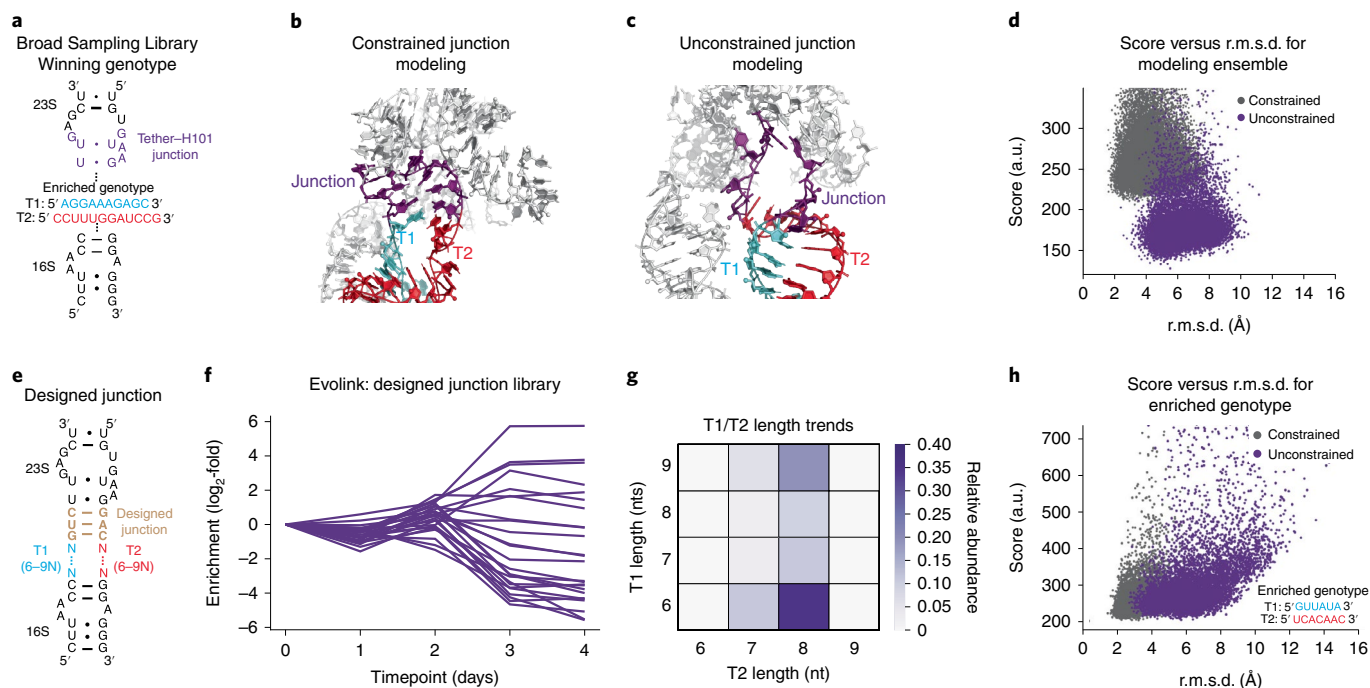 a
Broad Sampling Library
Winning genotype
3′ 5′
23S
U • U
C G
A U
G G
U • U A
U • G A
Tether–H101
junction
Enriched genotype
T1: 5′ AGGAAAGAGC 3′
T2: 5′ CCUUUGGAUCCG 3′
16S
C G
C G
A A
A G
U • G
U • G
C G
5′ 3′
b
Constrained junction
modeling
Junction
T1
T2
c
Unconstrained junction
modeling
Junction
T1
T2
d
Score versus r.m.s.d. for
modeling ensemble
Constrained
Unconstrained
Score (a.u.)
300
250
200
150
0 2 4 6 8 10 12 14 16
r.m.s.d. (Å)
e
Designed junction
3′ 5′
23S
Designed
junction
G U C U
G A C
N N
T1
(6–9N)
T2
(6–9N)
N N
16S
5′ 3′
f
Evolink: designed junction library
Enrichment (log2-fold)
6
4
2
0
−2
−4
−6
0 1 2 3 4
Timepoint (days)
g
T1/T2 length trends
T1 length (nts)
9
8
7
6
6 7 8 9
T2 length (nt)
0.40
0.35
0.30
0.25
0.20
0.15
0.10
0.05
0
Relative abundance
h
Score versus r.m.s.d. for
enriched genotype
Constrained
Unconstrained
Score (a.u.)
700
600
500
400
300
200
Enriched genotype
T1: 5′ GUUAUA 3′
T2: 5′ UCACAAC 3′
0 2 4 6 8 10 12 14 16
r.m.s.d. (Å)